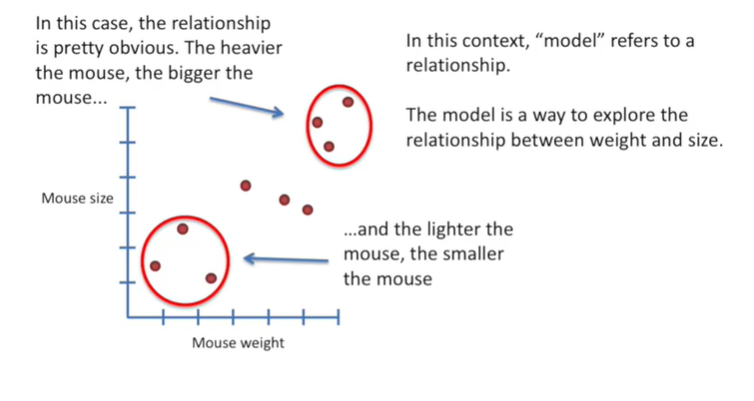 In this case, the relationship
is pretty obvious. The heavier
the mouse, the bigger the
mouse...
In this context, “model” refers to a
relationship.
The model is a way to explore the
relationship between weight and size.
Mouse size
...and the lighter the
mouse, the smaller
the mouse
Mouse weight